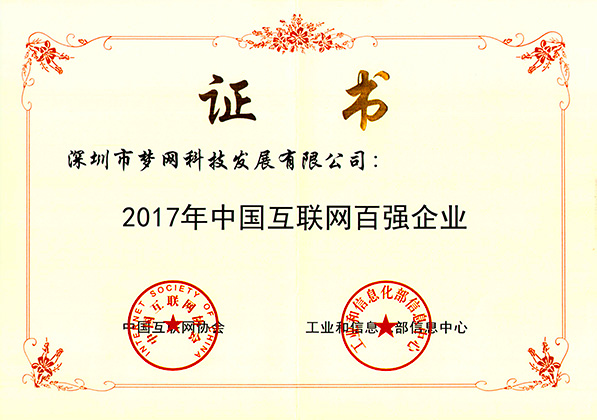 证 书
深圳市梦网科技发展有限公司：
2017年中国互联网百强企业
INTERNET SOCIETY OF CHINA
中国互联网协会
中国互联网协会
工业和信息化部信息中心
工业和信息化部信息中心